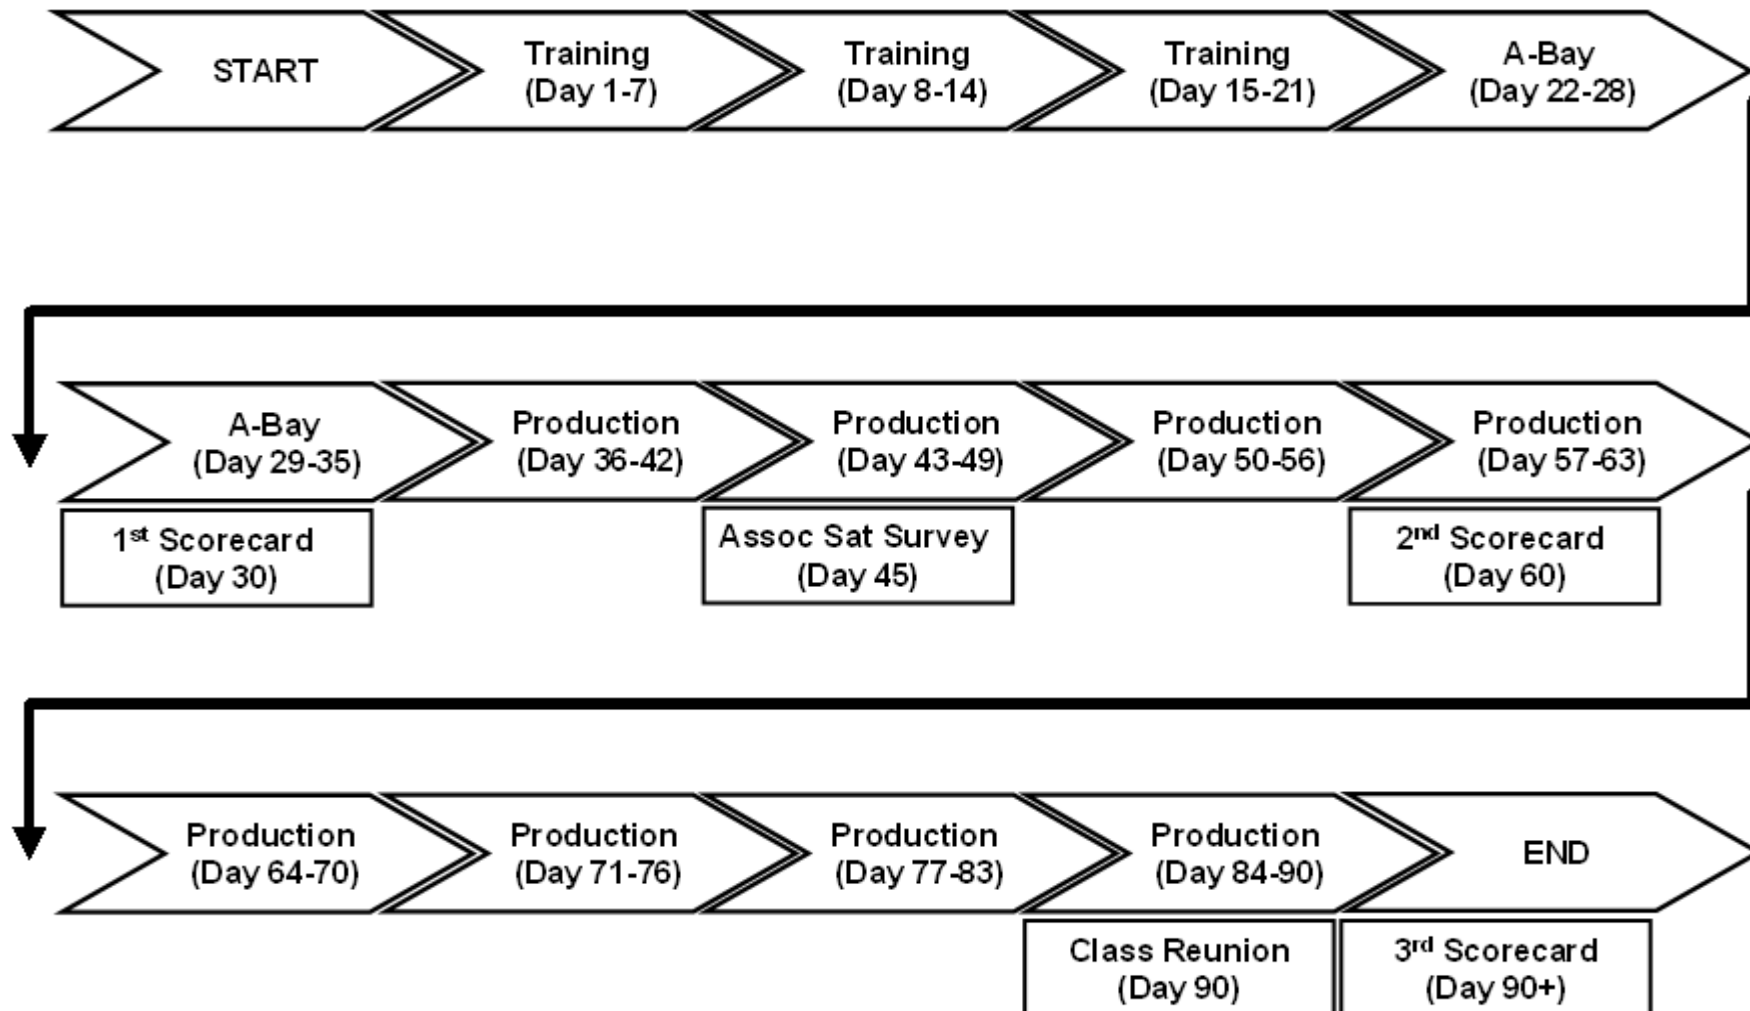 START
Training
(Day 1-7)
Training
(Day 8-14)
Training
(Day 15-21)
A-Bay
(Day 22-28)
A-Bay
(Day 29-35)
Production
(Day 36-42)
Production
(Day 43-49)
Production
(Day 50-56)
Production
(Day 57-63)
1st Scorecard
(Day 30)
Assoc Sat Survey
(Day 45)
2nd Scorecard
(Day 60)
Production
(Day 64-70)
Production
(Day 71-76)
Production
(Day 77-83)
Production
(Day 84-90)
END
Class Reunion
(Day 90)
3rd Scorecard
(Day 90+)